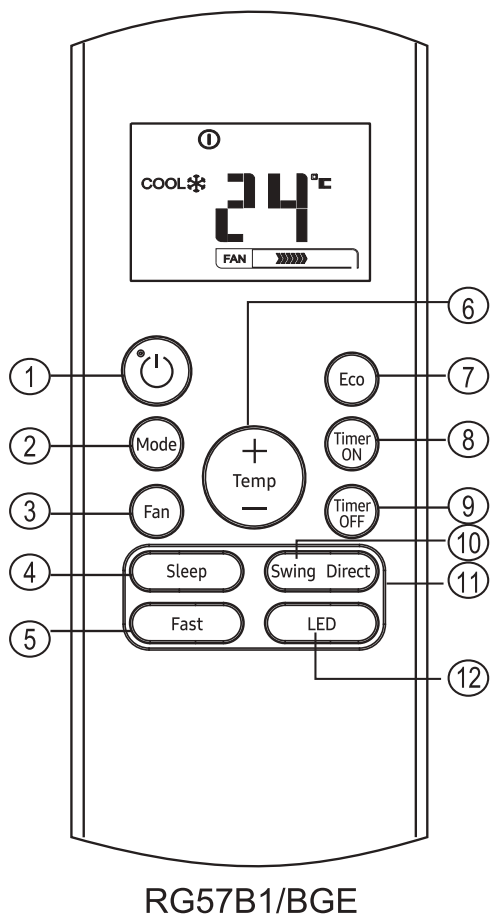 COOL 24°C
FAN
6
1
Eco 7
2 Mode
Timer ON 8
+
Temp
−
3 Fan
Timer OFF 9
10
4 Sleep
Swing Direct 11
5 Fast
LED
12
RG57B1/BGE